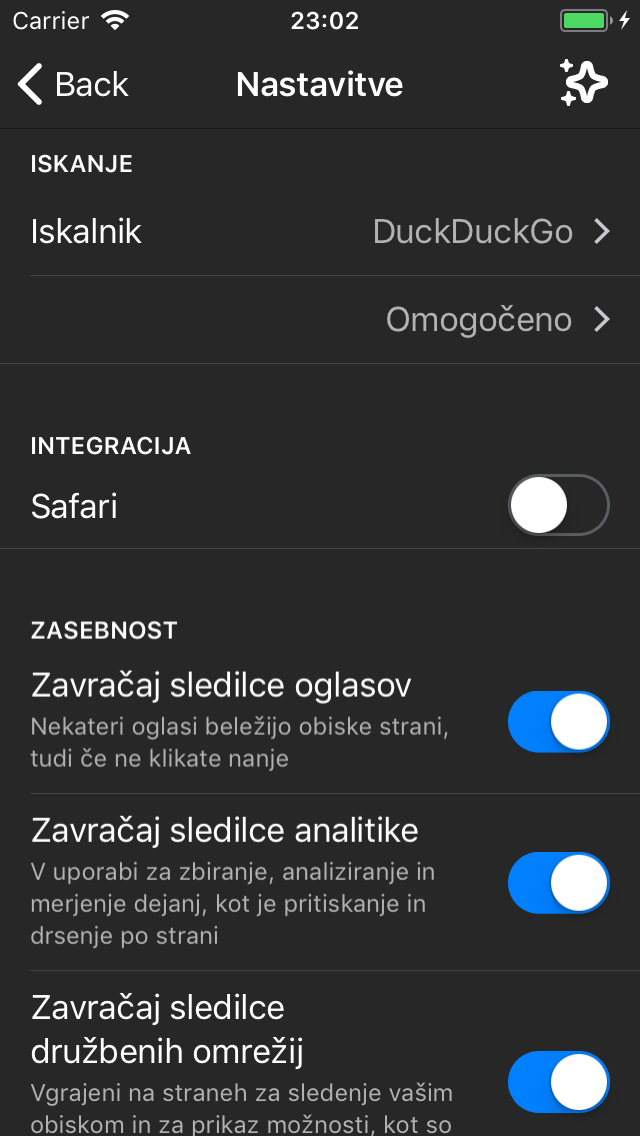 Carrier 23:02
Back Nastavitve
ISKANJE
Iskalnik DuckDuckGo
Omogočeno
INTEGRACIJA
Safari
ZASEBNOST
Zavračaj sledilce oglasov
Nekateri oglasi beležijo obiske strani,
tudi če ne klikate nanje
Zavračaj sledilce analitike
V uporabi za zbiranje, analiziranje in
merjenje dejanj, kot je pritiskanje in
drsenje po strani
Zavračaj sledilce
družbenih omrežij
Vgrajeni na straneh za sledenje vašim
obiskom in za prikaz možnosti, kot so